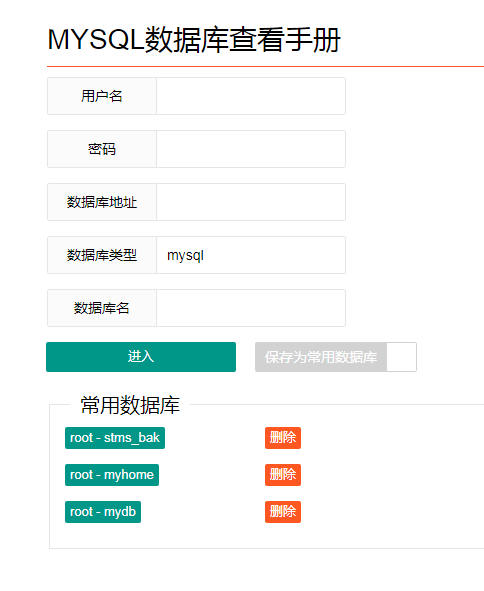 MYSQL数据库查看手册
用户名
密码
数据库地址
数据库类型 mysql
数据库名
进入 保存为常用数据库
常用数据库
root - stms_bak 删除
root - myhome 删除
root - mydb 删除